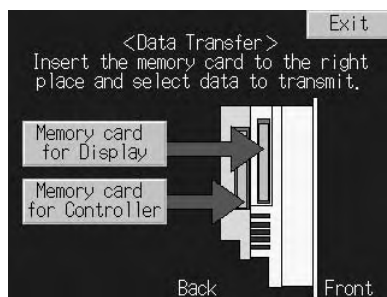 Exit
<Data Transfer>
Insert the memory card to the right
place and select data to transmit.
Memory card
for Display
Memory card
for Controller
Back
Front